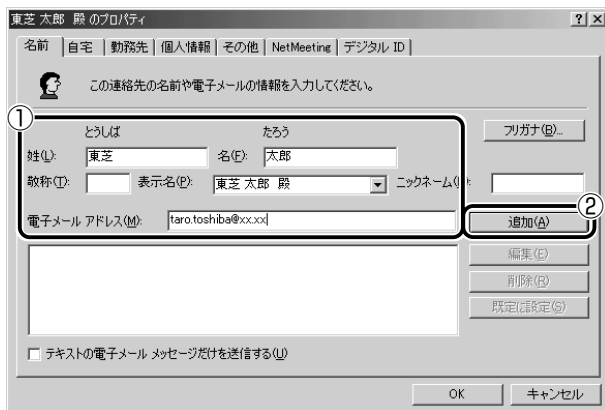 東芝 太郎 殿 のプロパティ ? ×
名前 自宅 勤務先 個人情報 その他 NetMeeting デジタル ID
この連絡先の名前や電子メールの情報を入力してください。
①
とうしば たろう フリガナ(B)...
姓(L): 東芝 名(F): 太郎
敬称(T): 表示名(P): 東芝 太郎 殿 ニックネーム(
②
電子メール アドレス(M): taro.toshiba@xx.xx 追加(A)
編集(E)
削除(R)
既定に設定(S)
テキストの電子メール メッセージだけを送信する(U)
OK キャンセル